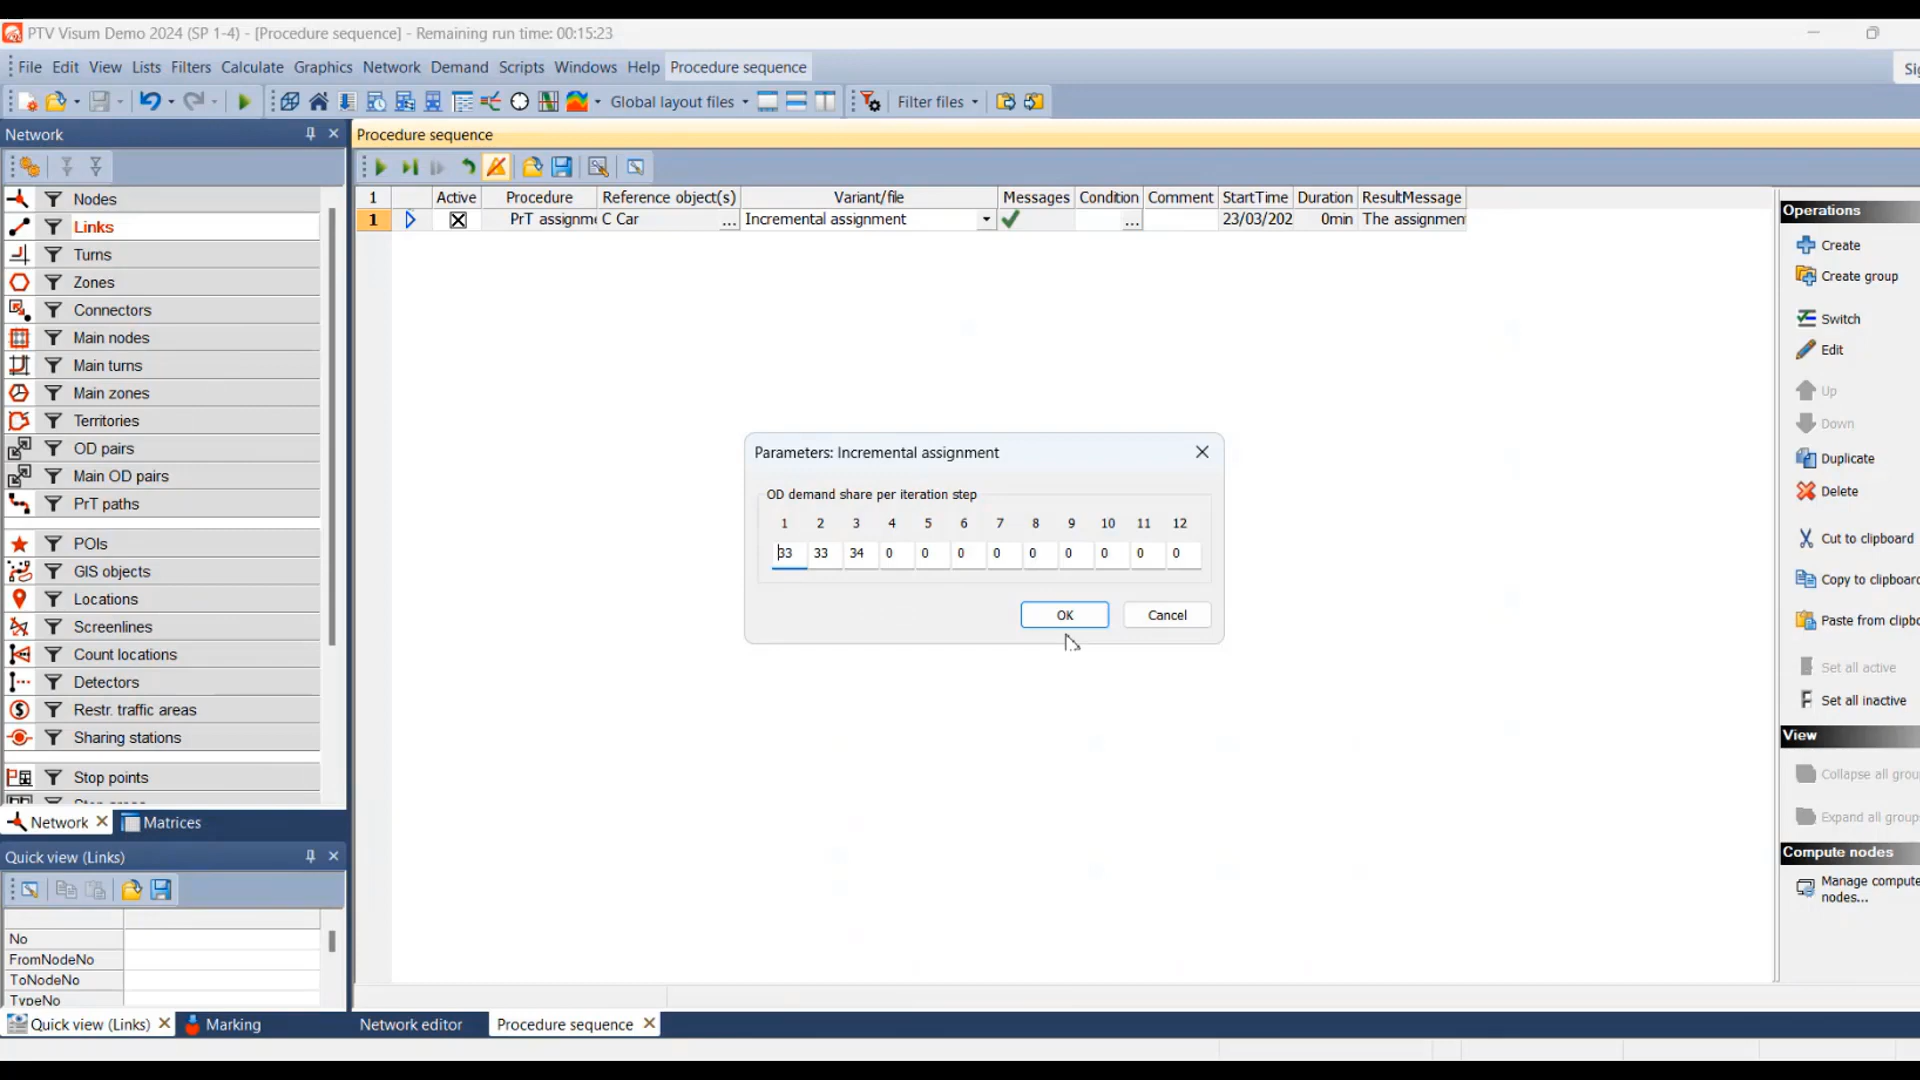 PTV Visum Demo 2024 (SP 1-4) - [Procedure sequence] - Remaining run time: 00:15:23
File Edit View Lists Filters Calculate Graphics Network Demand Scripts Windows Help Procedure sequence
Global layout files Filter files
Network
Procedure sequence
1 Active Procedure Reference object(s) Variant/file Messages Condition Comment StartTime Duration ResultMessage
1 PrT assignm C Car ... Incremental assignment ... 23/03/202 0min The assignmen
Nodes
Links
Turns
Zones
Connectors
Main nodes
Main turns
Main zones
Territories
OD pairs
Main OD pairs
PrT paths
POIs
GIS objects
Locations
Screenlines
Count locations
Detectors
Restr. traffic areas
Sharing stations
Stop points
Network Matrices
Quick view (Links)
No
FromNodeNo
ToNodeNo
TypeNo
Quick view (Links) Marking
Network editor Procedure sequence
Parameters: Incremental assignment
OD demand share per iteration step
1 2 3 4 5 6 7 8 9 10 11 12
33 33 34 0 0 0 0 0 0 0 0 0
OK Cancel
Operations
Create
Create group
Switch
Edit
Up
Down
Duplicate
Delete
Cut to clipboard
Copy to clipboard
Paste from clipbo
Set all active
Set all inactive
View
Collapse all grou
Expand all group
Compute nodes
Manage compute
nodes...